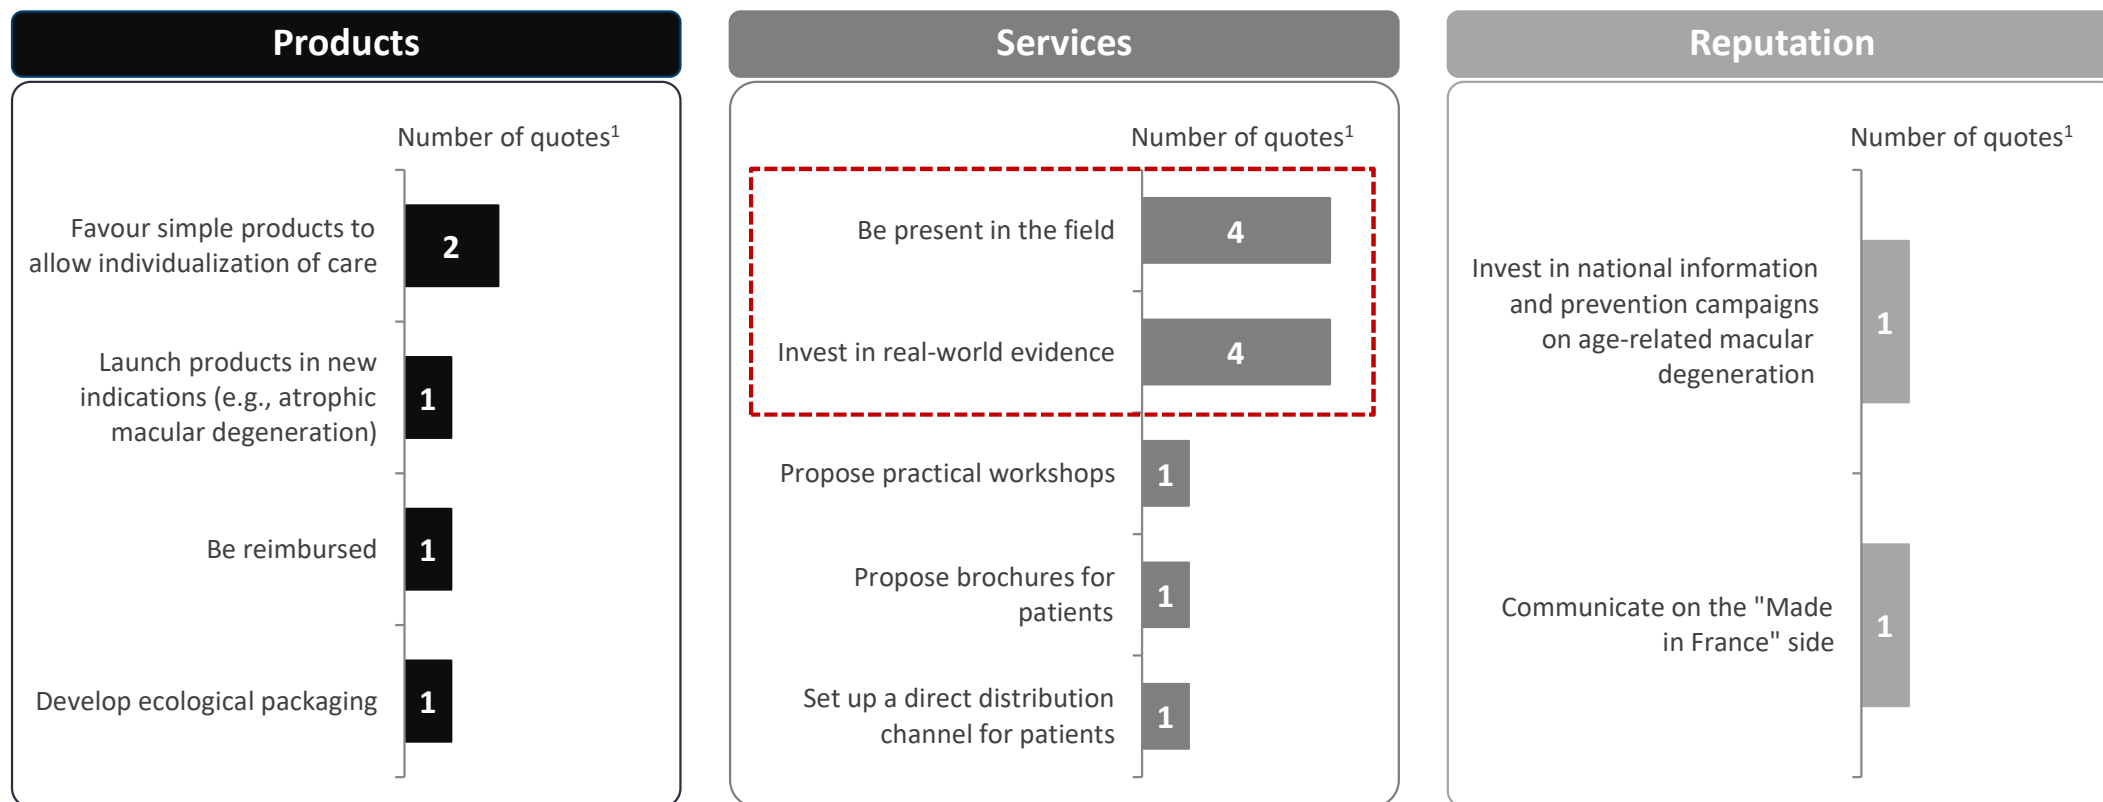 Products
Number of quotes1
Favour simple products to
allow individualization of care
2
Launch products in new
indications (e.g., atrophic
macular degeneration)
1
Be reimbursed
1
Develop ecological packaging
1
Services
Number of quotes1
Be present in the field
4
Invest in real-world evidence
4
Propose practical workshops
1
Propose brochures for
patients
1
Set up a direct distribution
channel for patients
1
Reputation
Number of quotes1
Invest in national information
and prevention campaigns
on age-related macular
degeneration
1
Communicate on the "Made
in France" side
1